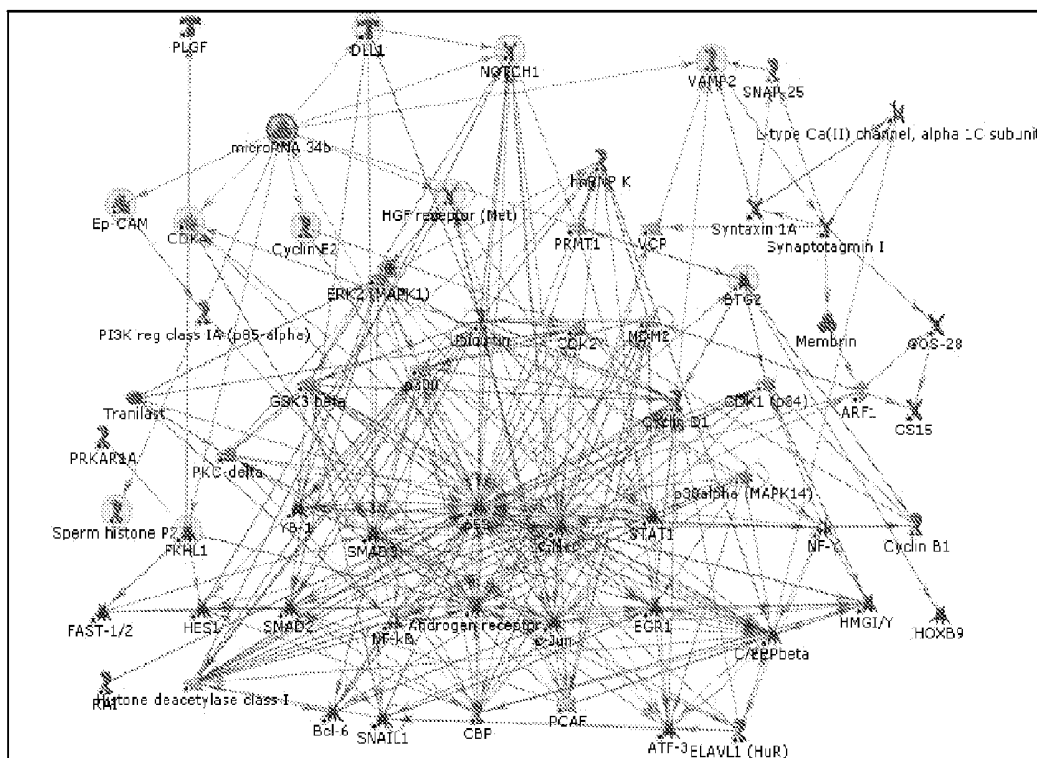 PLGF
DLL1
NOTCH1
VAMP2
SNAP-25
L-type Ca(II) channel, alpha 1C subunit
microRNA 34b
hnRNP K
Ep-CAM
CDK4
Cyclin E2
HGF receptor (Met)
PRMT1
VCP
Syntaxin 1A
Synaptotagmin I
ERK2 (MAPK1)
BTG2
PI3K reg class IA (p85-alpha)
CDK2
MDM2
Membrin
GOS-28
p300
GSK3 beta
Tranilast
Cyclin D1
CDK1 (p34)
ARF1
GS15
PRKAR1A
PKC-delta
p38alpha (MAPK14)
Sperm histone P2
FKHL1
YB-1
SMAD3
p53
STAT1
NF-Y
Cyclin B1
FAST-1/2
HES1
SMAD2
NF-kB
Androgen receptor
c-Jun
EGR1
C/EBPbeta
HMGI/Y
HOXB9
RAI
Histone deacetylase class I
Bcl-6
SNAIL1
CBP
PCAF
ATF-3
ELAVL1 (HuR)